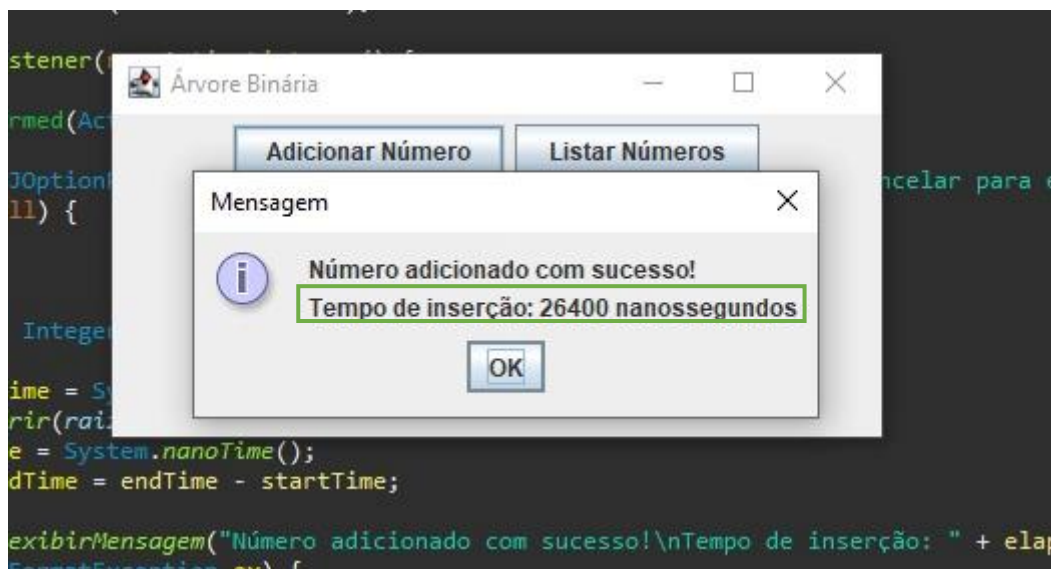 stener(
Árvore Binária
rmed(Ac
Adicionar Número Listar Números
JOption ncelar para
ll) {
Mensagem
Número adicionado com sucesso!
Tempo de inserção: 26400 nanossegundos
Intege
OK
ime = S
rir(rai
e = System.nanoTime();
dTime = endTime - startTime;
exibirMensagem("Número adicionado com sucesso!\nTempo de inserção: " + elap